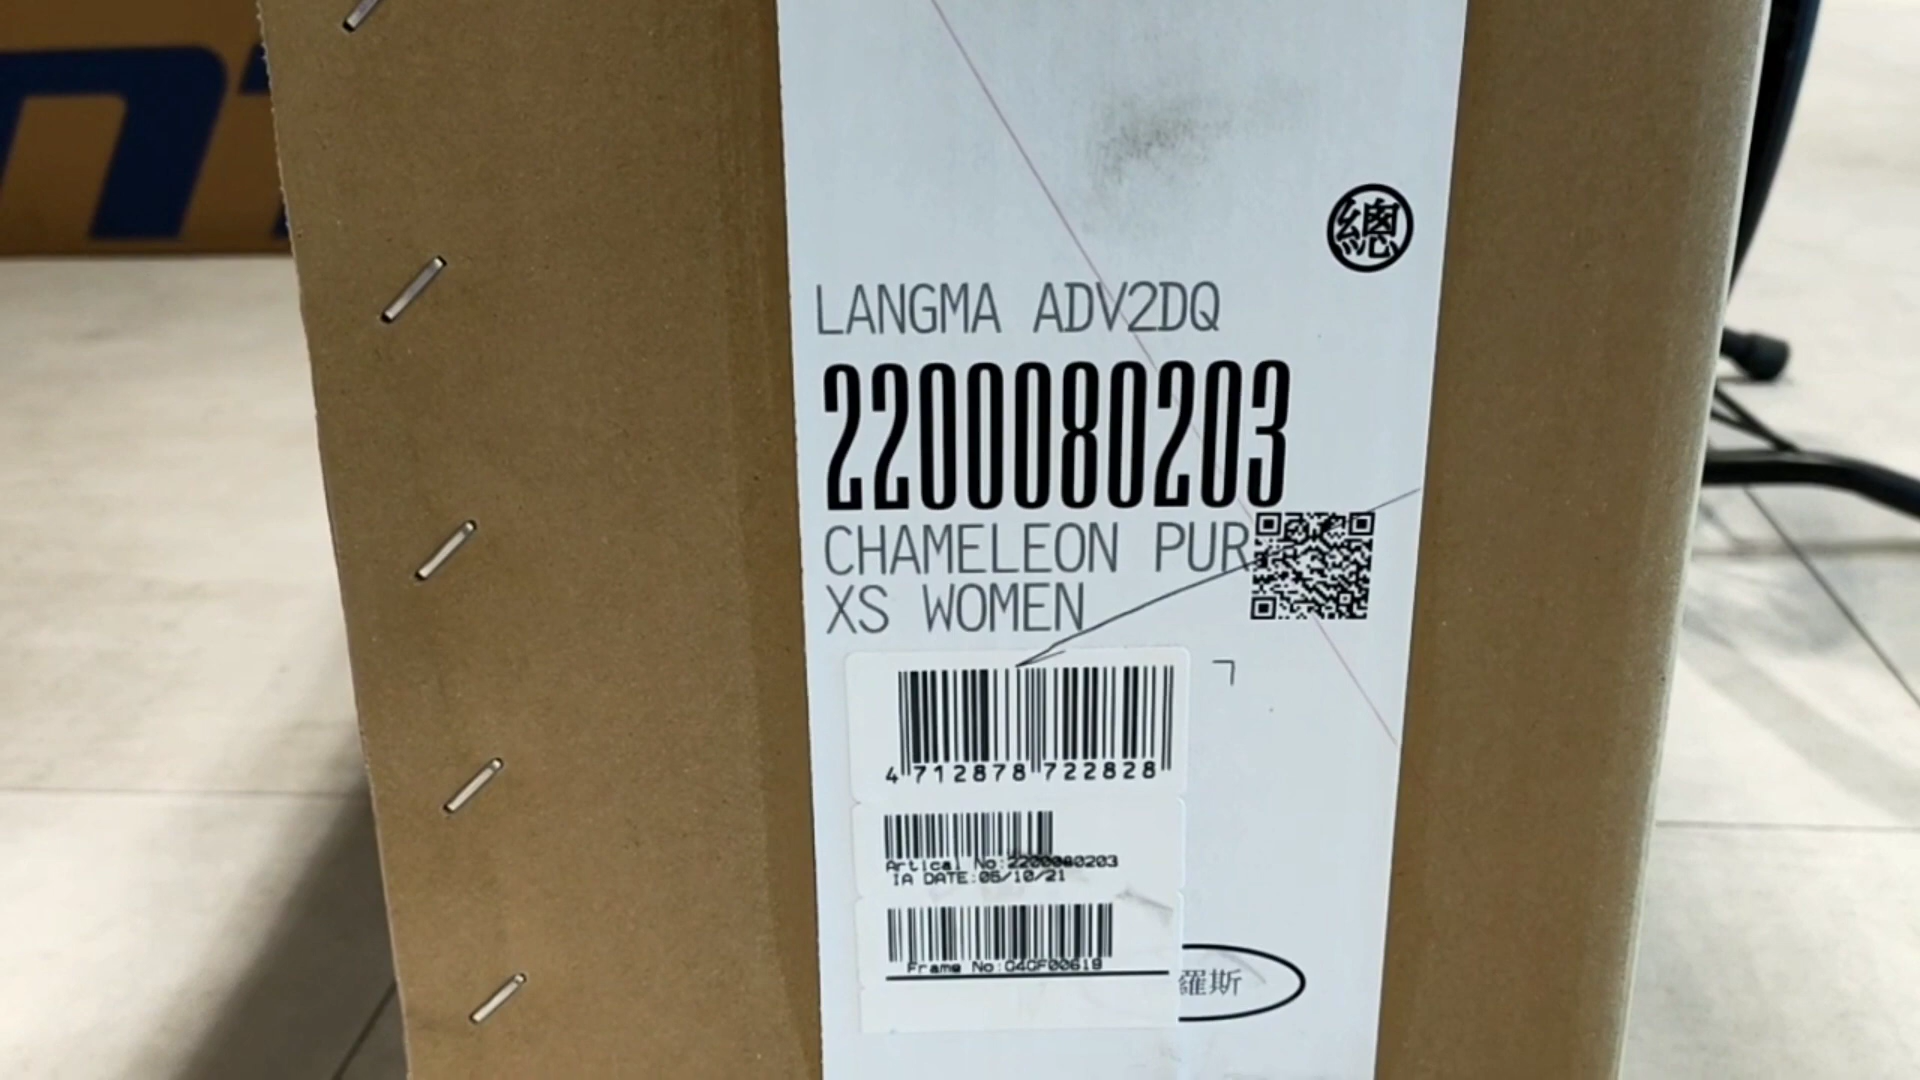 總
LANGMA ADV2DQ
2200080203
CHAMELEON PUR
XS WOMEN
4 712878 722828
Artical No:2200080203
IA DATE:05/10/21
Frame No:
羅斯